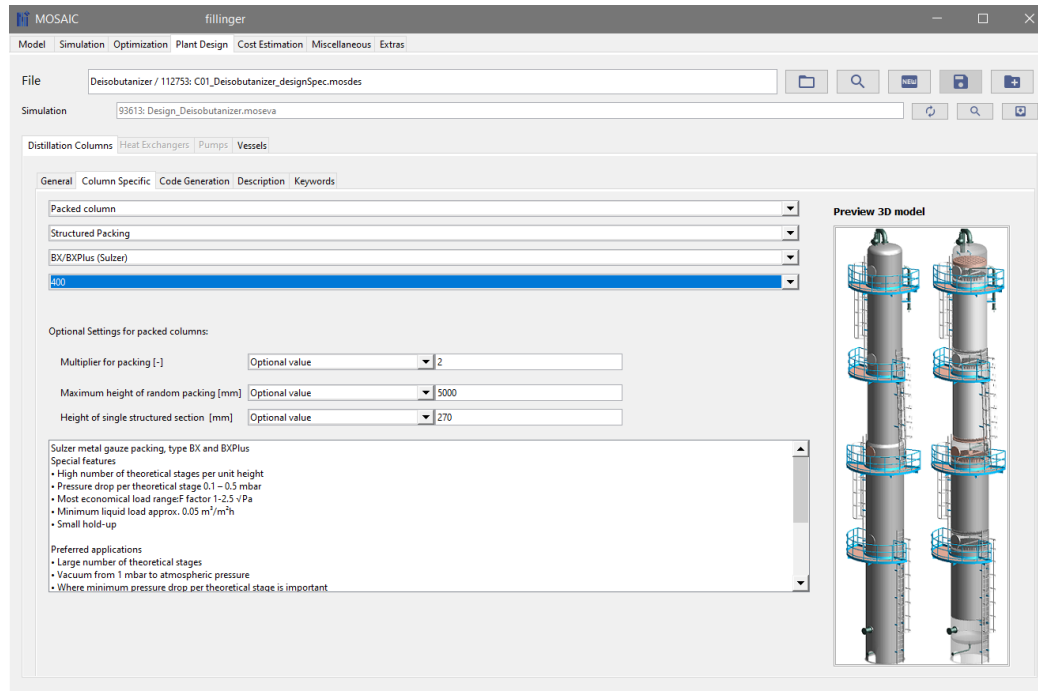 MOSAIC fillinger
Model Simulation Optimization Plant Design Cost Estimation Miscellaneous Extras
File Deisobutanizer / 112753: C01_Deisobutanizer_designSpec.mosdes NEW
Simulation 93613: Design_Deisobutanizer.moseva
Distillation Columns Heat Exchangers Pumps Vessels
General Column Specific Code Generation Description Keywords
Packed column
Preview 3D model
Structured Packing
BX/BXPlus (Sulzer)
400
Optional Settings for packed columns:
Multiplier for packing [-] Optional value 2
Maximum height of random packing [mm] Optional value 5000
Height of single structured section [mm] Optional value 270
Sulzer metal gauze packing, type BX and BXPlus
Special features
• High number of theoretical stages per unit height
• Pressure drop per theoretical stage 0.1 – 0.5 mbar
• Most economical load range:F factor 1-2.5 √Pa
• Minimum liquid load approx. 0.05 m³/m²h
• Small hold-up
Preferred applications
• Large number of theoretical stages
• Vacuum from 1 mbar to atmospheric pressure
• Where minimum pressure drop per theoretical stage is important